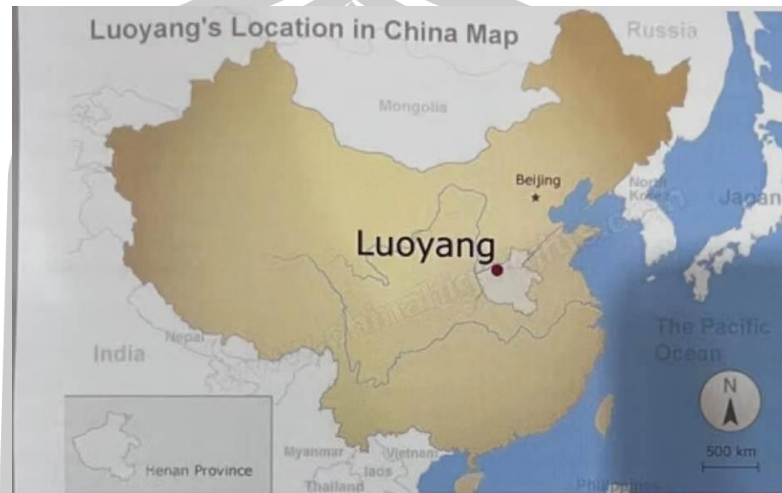 Luoyang's Location in China Map
Russia
Mongolia
Beijing
North
Korea
Japan
Luoyang
The Pacific
Ocean
Nepal
India
N
500 km
Henan Province
Myanmar
Vietnam
laos
Thailand
Philippines